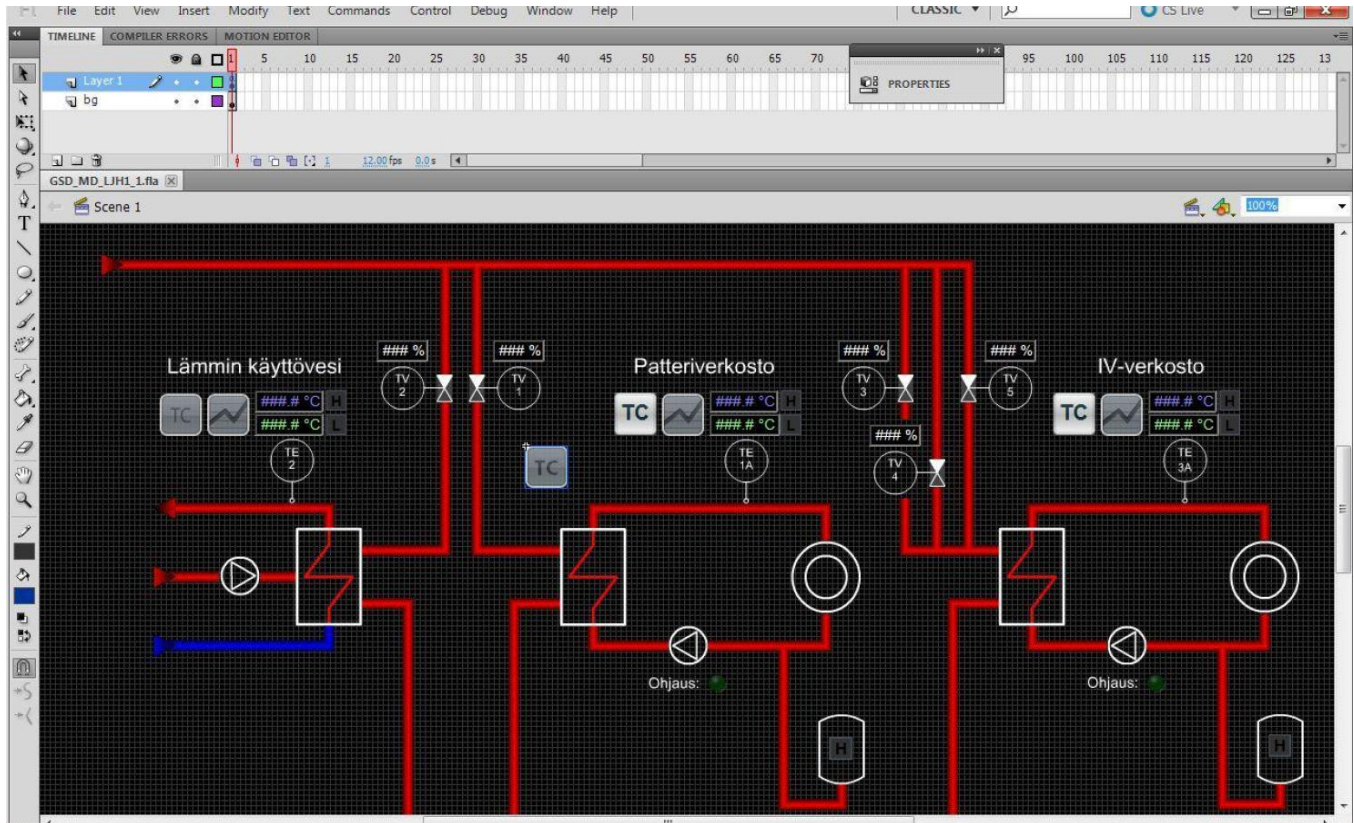 File Edit View Insert Modify Text Commands Control Debug Window Help
CLASSIC
CS Live
TIMELINE COMPILER ERRORS MOTION EDITOR
1 5 10 15 20 25 30 35 40 45 50 55 60 65 70 95 100 105 110 115 120 125 13
PROPERTIES
Layer 1
bg
1 12.00 fps 0.0 s
GSD_MD_LJH1_1.fla
Scene 1
100%
T
Lämmin käyttövesi
TC
###.# °C H
###.# °C L
TE
2
### %
TV
2
### %
TV
1
TC
Patteriverkosto
TC
###.# °C H
###.# °C L
TE
1A
### %
TV
3
### %
TV
4
### %
TV
5
IV-verkosto
TC
###.# °C H
###.# °C L
TE
3A
Ohjaus:
H
Ohjaus:
H